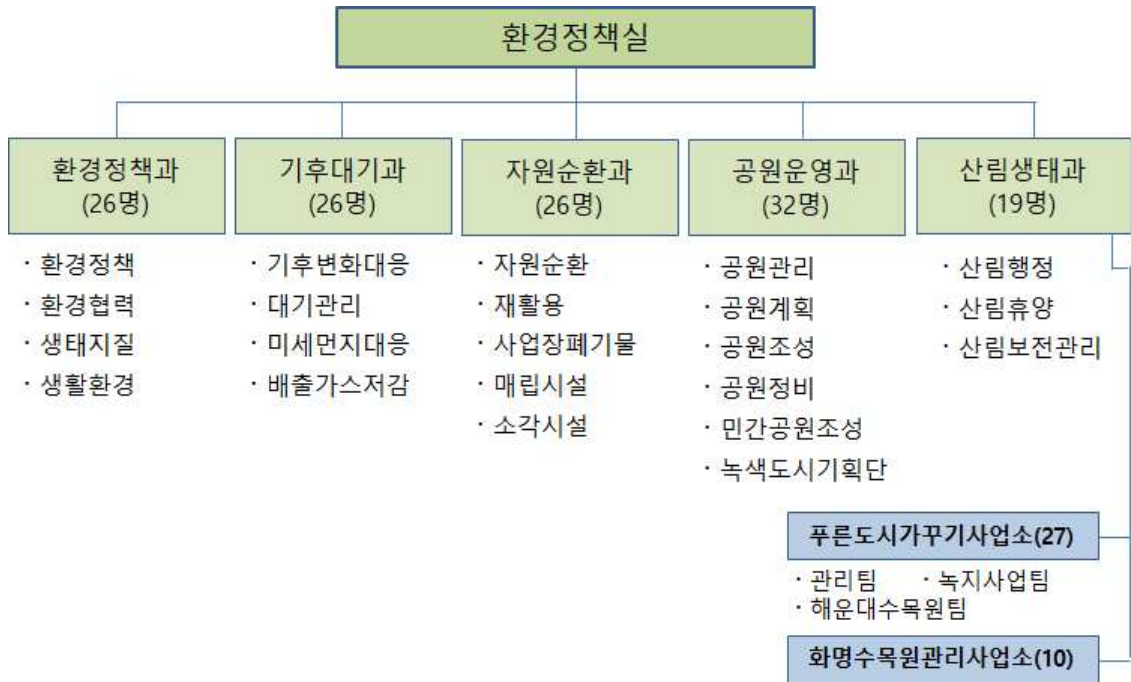 환경정책실
환경정책과
(26명)
· 환경정책
· 환경협력
· 생태지질
· 생활환경
기후대기과
(26명)
· 기후변화대응
· 대기관리
· 미세먼지대응
· 배출가스저감
자원순환과
(26명)
· 자원순환
· 재활용
· 사업장폐기물
· 매립시설
· 소각시설
공원운영과
(32명)
· 공원관리
· 공원계획
· 공원조성
· 공원정비
· 민간공원조성
· 녹색도시기획단
산림생태과
(19명)
· 산림행정
· 산림휴양
· 산림보전관리
푸른도시가꾸기사업소(27)
· 관리팀 · 녹지사업팀
· 해운대수목원팀
화명수목원관리사업소(10)